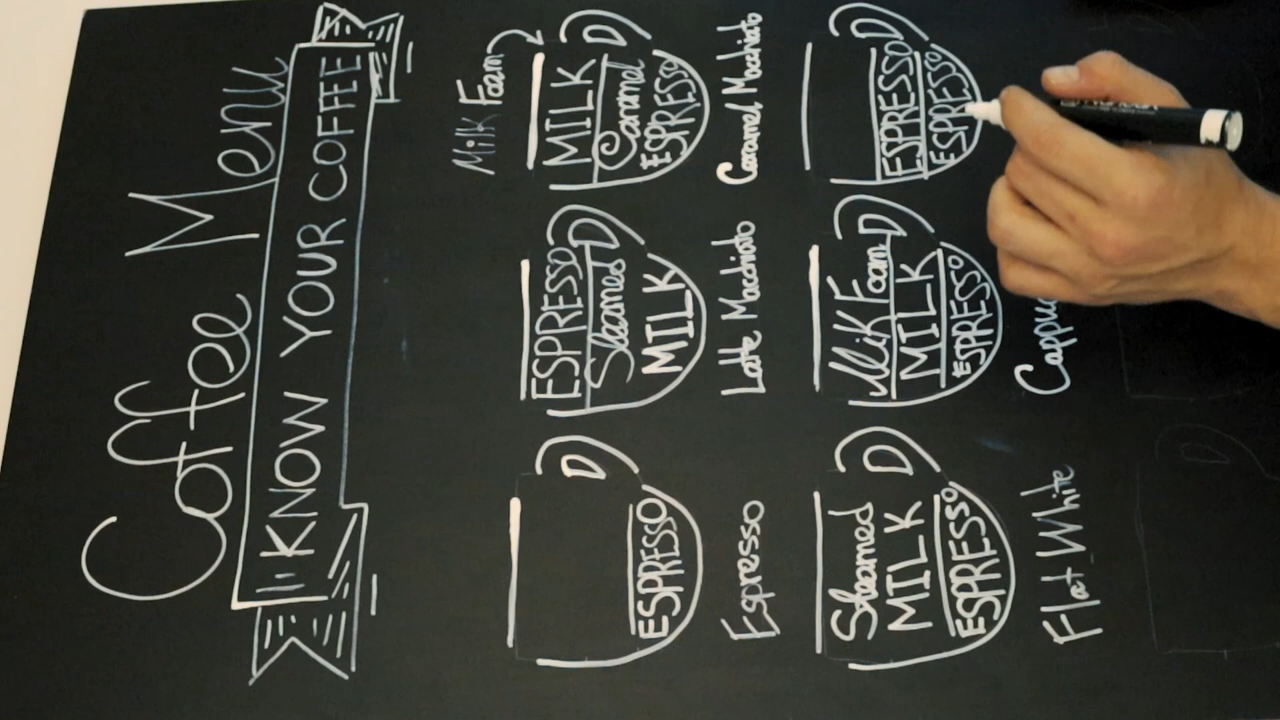 Coffee Menu
KNOW YOUR COFFEE
ESPRESSO
Espresso
ESPRESSO
Steamed
MILK
Latte Macchiato
Milk Foam
MILK
Caramel
ESPRESSO
Caramel Macchiato
Steamed
MILK
ESPRESSO
Flat White
Milk Foam
MILK
ESPRESSO
ESPRESSO
ESPRESSO